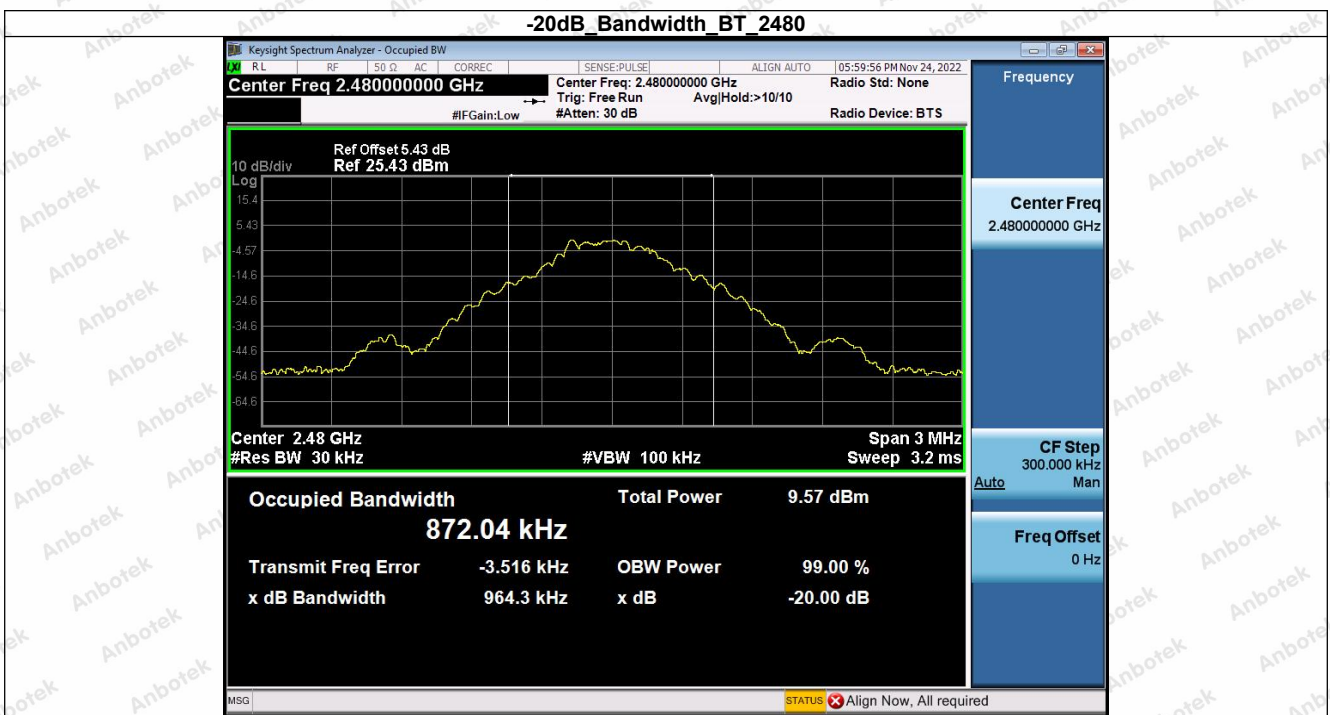 -20dB_Bandwidth_BT_2480
Keysight Spectrum Analyzer - Occupied BW
LXI RL RF 50 Ω AC CORREC SENSE:PULSE ALIGN AUTO 05:59:56 PM Nov 24, 2022
Center Freq 2.480000000 GHz
Center Freq: 2.480000000 GHz
Radio Std: None
Trig: Free Run Avg|Hold:>10/10
#IFGain:Low
#Atten: 30 dB
Radio Device: BTS
Ref Offset 5.43 dB
10 dB/div Ref 25.43 dBm
Log
15.4
5.43
-4.57
-14.6
-24.6
-34.6
-44.6
-54.6
-64.6
Center 2.48 GHz
Span 3 MHz
#Res BW 30 kHz
#VBW 100 kHz
Sweep 3.2 ms
Occupied Bandwidth
Total Power 9.57 dBm
872.04 kHz
Transmit Freq Error -3.516 kHz
OBW Power 99.00 %
x dB Bandwidth 964.3 kHz
x dB -20.00 dB
MSG
STATUS Align Now, All required
Frequency
Center Freq
2.480000000 GHz
CF Step
300.000 kHz
Auto Man
Freq Offset
0 Hz
Anbotek